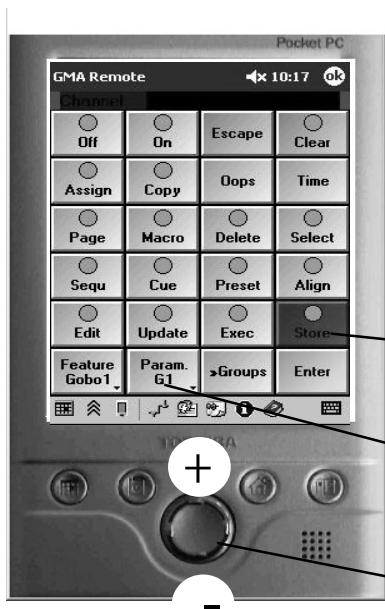 Pocket PC
GMA Remote 10:17 ok
Channel
Off On Escape Clear
Assign Copy Oops Time
Page Macro Delete Select
Sequ Cue Preset Align
Edit Update Exec Store
Feature Gobo1 Param. G1 »Groups Enter
TOSHIBA
+
-